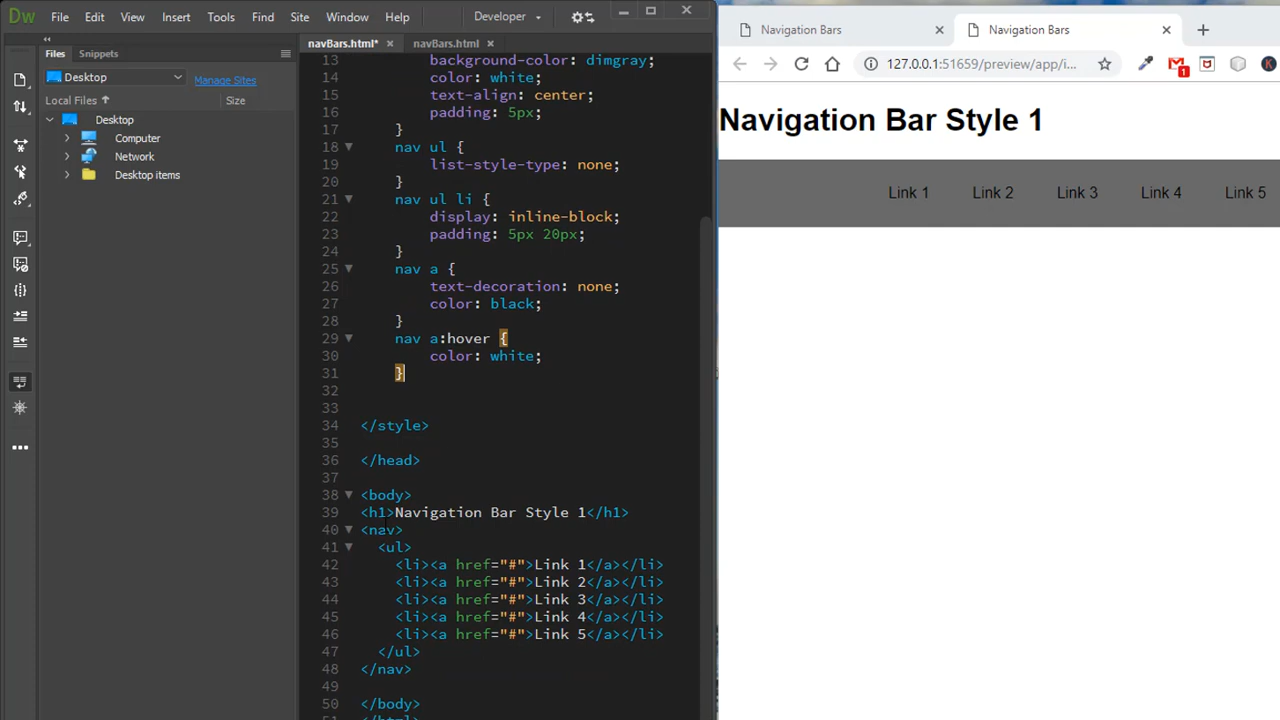 Dw File Edit View Insert Tools Find Site Window Help Developer
Files Snippets
Desktop Manage Sites
Local Files Size
Desktop
Computer
Network
Desktop items
navBars.html* navBars.html
13 background-color: dimgray;
14 color: white;
15 text-align: center;
16 padding: 5px;
17 }
18 nav ul {
19 list-style-type: none;
20 }
21 nav ul li {
22 display: inline-block;
23 padding: 5px 20px;
24 }
25 nav a {
26 text-decoration: none;
27 color: black;
28 }
29 nav a:hover {
30 color: white;
31 }
32
33
34 </style>
35
36 </head>
37
38 <body>
39 <h1>Navigation Bar Style 1</h1>
40 <nav>
41 <ul>
42 <li><a href="#">Link 1</a></li>
43 <li><a href="#">Link 2</a></li>
44 <li><a href="#">Link 3</a></li>
45 <li><a href="#">Link 4</a></li>
46 <li><a href="#">Link 5</a></li>
47 </ul>
48 </nav>
49
50 </body>
51 </html>
Navigation Bars Navigation Bars
127.0.0.1:51659/preview/app/i... 1 K
Navigation Bar Style 1
Link 1 Link 2 Link 3 Link 4 Link 5